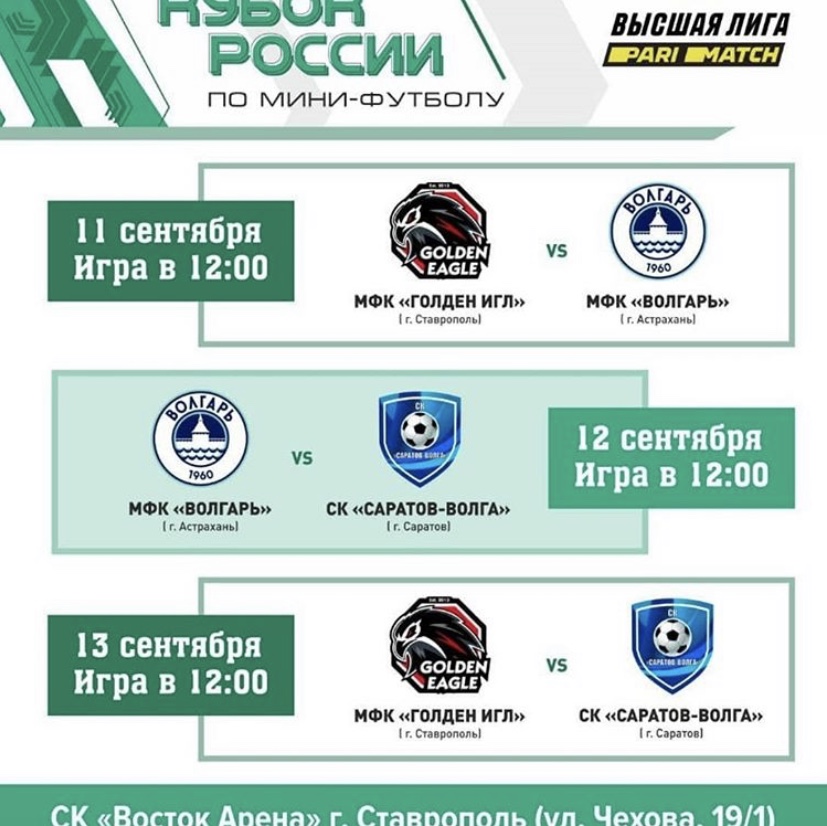 КУБОК
РОССИИ
ПО МИНИ-ФУТБОЛУ
ВЫСШАЯ ЛИГА
PARI MATCH
11 сентября
Игра в 12:00
GOLDEN
EAGLE
VS
ВОЛГАРЬ
1960
МФК «ГОЛДЕН ИГЛ»
(г. Ставрополь)
МФК «ВОЛГАРЬ»
(г. Астрахань)
ВОЛГАРЬ
1960
VS
СК
«САРАТОВ-ВОЛГА»
МФК «ВОЛГАРЬ»
(г. Астрахань)
СК «САРАТОВ-ВОЛГА»
(г. Саратов)
12 сентября
Игра в 12:00
13 сентября
Игра в 12:00
GOLDEN
EAGLE
VS
СК
«САРАТОВ-ВОЛГА»
МФК «ГОЛДЕН ИГЛ»
(г. Ставрополь)
СК «САРАТОВ-ВОЛГА»
(г. Саратов)
СК «Восток Арена» г. Ставрополь (ул. Чехова, 19/1)